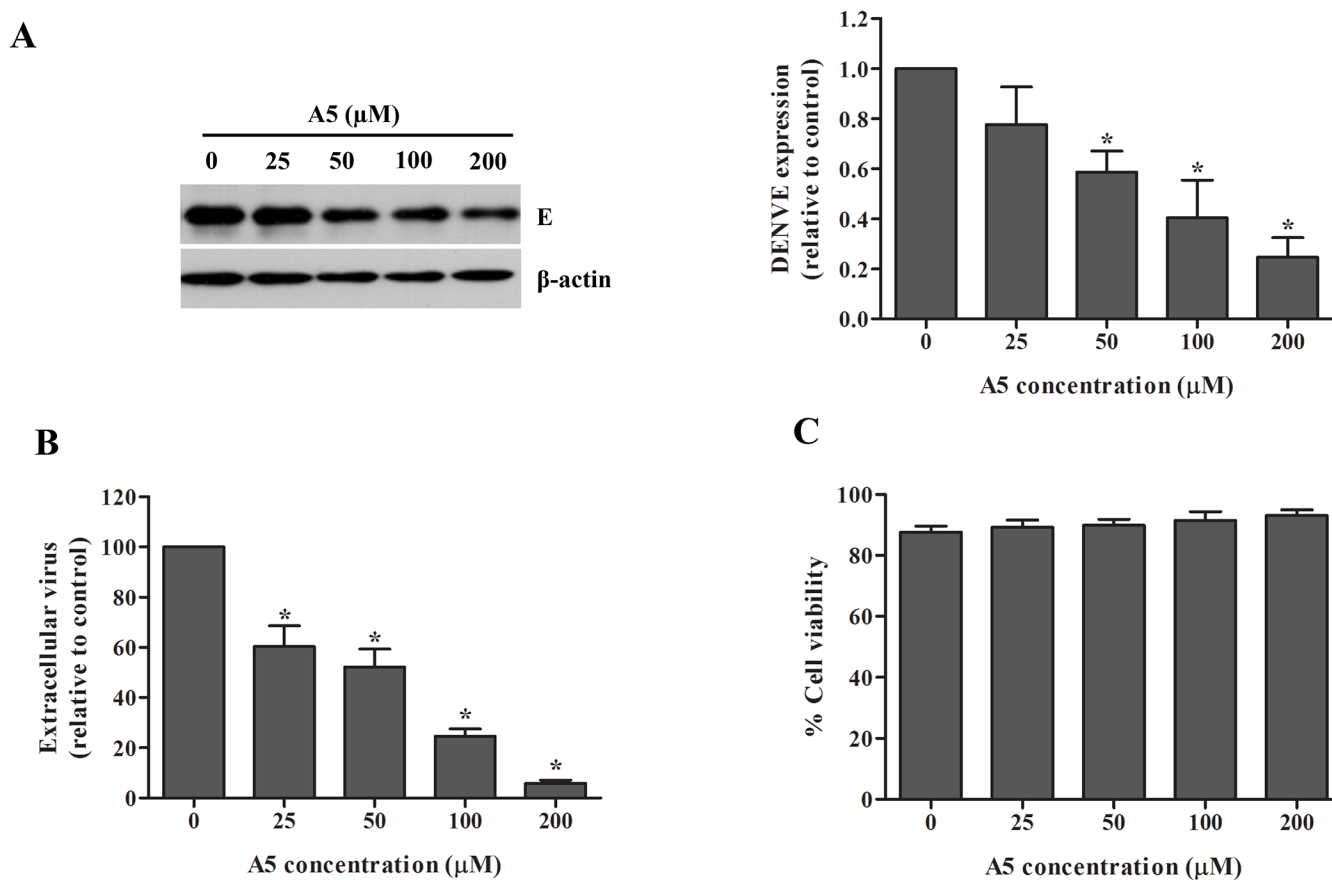 A
A5 (μM)
0 25 50 100 200
E
β-actin
DENVE expression
(relative to control)
1.2
1.0
0.8
0.6
0.4
0.2
0.0
* * *
0 25 50 100 200
A5 concentration (μM)
B
Extracellular virus
(relative to control)
120
100
80
60
40
20
0
* * * *
0 25 50 100 200
A5 concentration (μM)
C
% Cell viability
100
80
60
40
20
0
0 25 50 100 200
A5 concentration (μM)